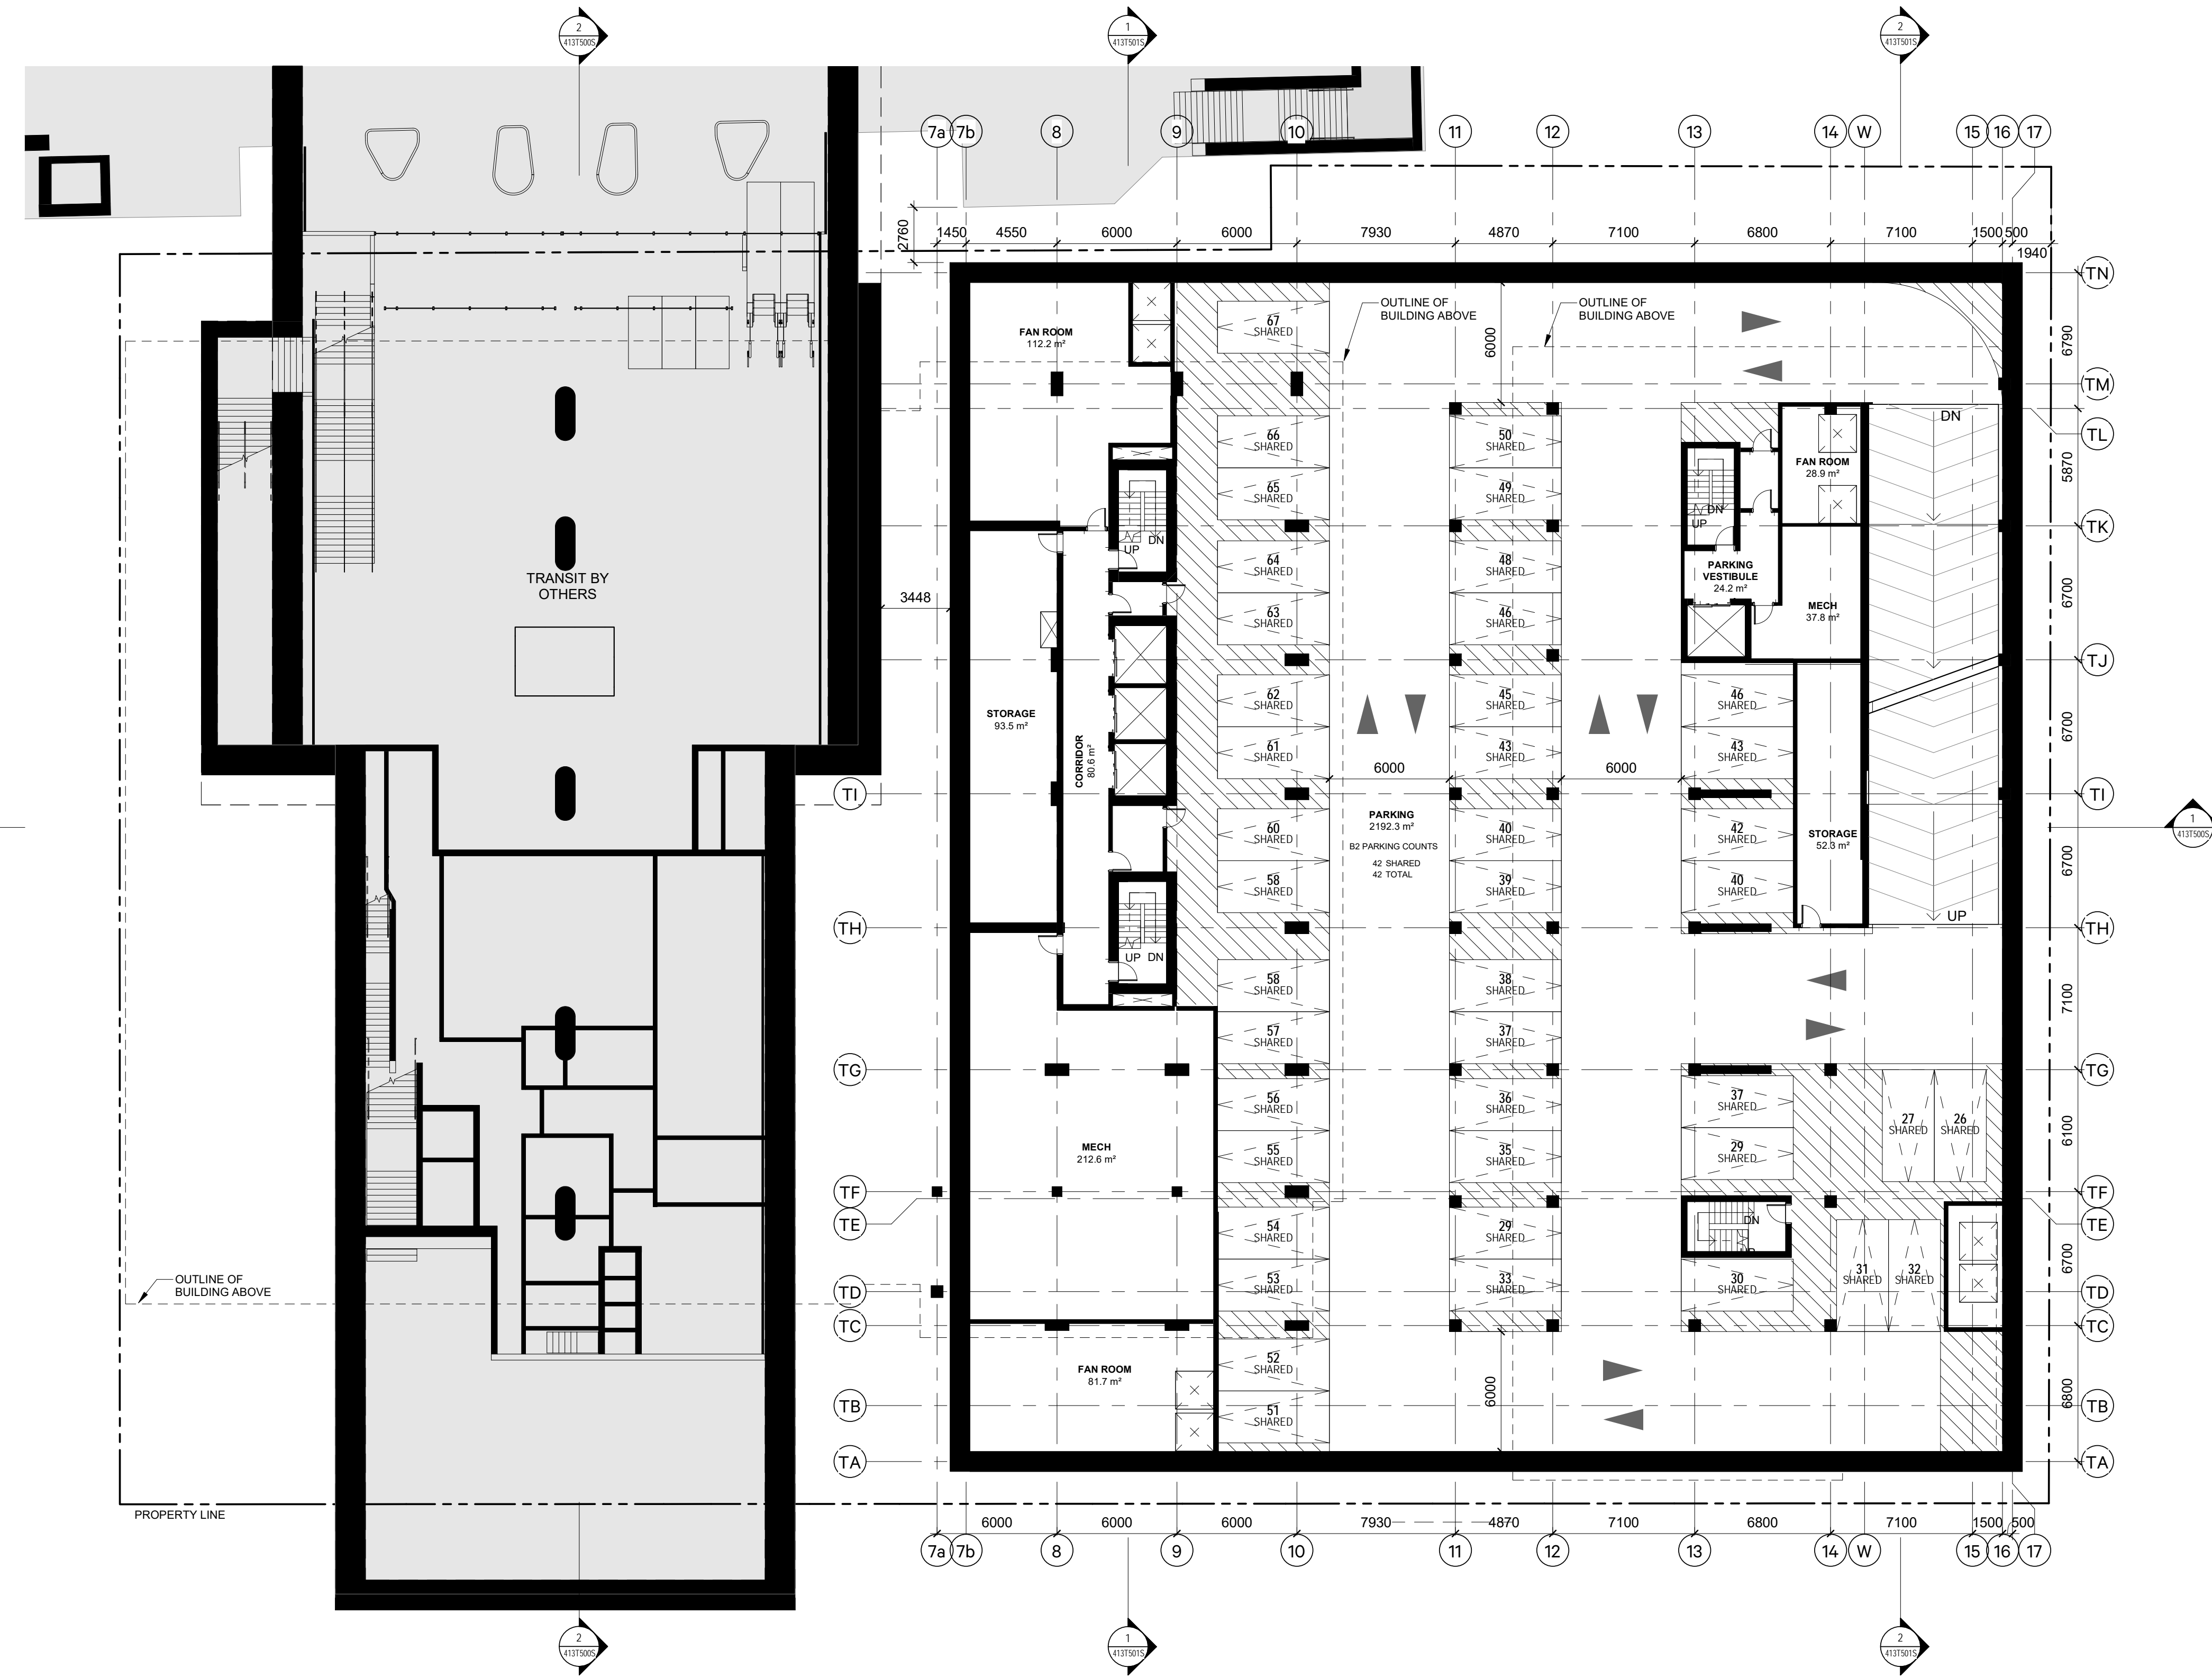 2
413T500S
1
413T501S
2
413T501S
7a 7b 8 9 10 11 12 13 14 W 15 16 17
2760
1450 4550 6000 6000 7930 4870 7100 6800 7100 1500 500
1940
TN
OUTLINE OF
BUILDING ABOVE
OUTLINE OF
BUILDING ABOVE
FAN ROOM
112.2 m²
67
SHARED
6000
6790
TM
DN
TL
66
SHARED
50
SHARED
FAN ROOM
28.9 m²
5870
65
SHARED
49
SHARED
DN
UP
TK
UP DN
64
SHARED
48
SHARED
PARKING
VESTIBULE
24.2 m²
TRANSIT BY
OTHERS
3448
63
SHARED
46
SHARED
MECH
37.8 m²
6700
TJ
STORAGE
93.5 m²
62
SHARED
45
SHARED
46
SHARED
6700
CORRIDOR
80.6 m²
61
SHARED
43
SHARED
43
SHARED
6000
6000
TI
TI
PARKING
2192.3 m²
B2 PARKING COUNTS
42 SHARED
42 TOTAL
60
SHARED
40
SHARED
42
SHARED
STORAGE
52.3 m²
6700
58
SHARED
39
SHARED
40
SHARED
UP
TH
TH
UP DN
58
SHARED
38
SHARED
7100
57
SHARED
37
SHARED
TG
TG
56
SHARED
36
SHARED
37
SHARED
27
SHARED
26
SHARED
6100
MECH
212.6 m²
55
SHARED
35
SHARED
29
SHARED
TF
TF
TE
TE
54
SHARED
29
SHARED
DN
UP
6700
OUTLINE OF
BUILDING ABOVE
53
SHARED
33
SHARED
30
SHARED
31
SHARED
32
SHARED
TD
TD
TC
TC
FAN ROOM
81.7 m²
52
SHARED
6000
6800
51
SHARED
TB
TB
TA
TA
PROPERTY LINE
6000 6000 6000 7930 4870 7100 6800 7100 1500 500
7a 7b 8 9 10 11 12 13 14 W 15 16 17
1
413T500S
2
413T500S
1
413T501S
2
413T501S